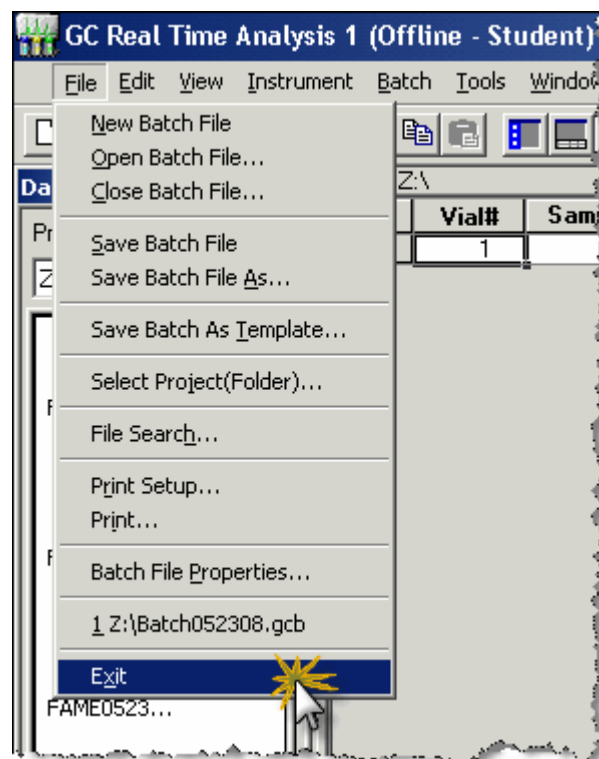 GC Real Time Analysis 1 (Offline - Student)
File Edit View Instrument Batch Tools Window
New Batch File
Open Batch File...
Z:\
Close Batch File...
Vial# Sam
1
Save Batch File
Save Batch File As...
Save Batch As Template...
Select Project(Folder)...
File Search...
Print Setup...
Print...
Batch File Properties...
1 Z:\Batch052308.gcb
Exit
FAME0523...